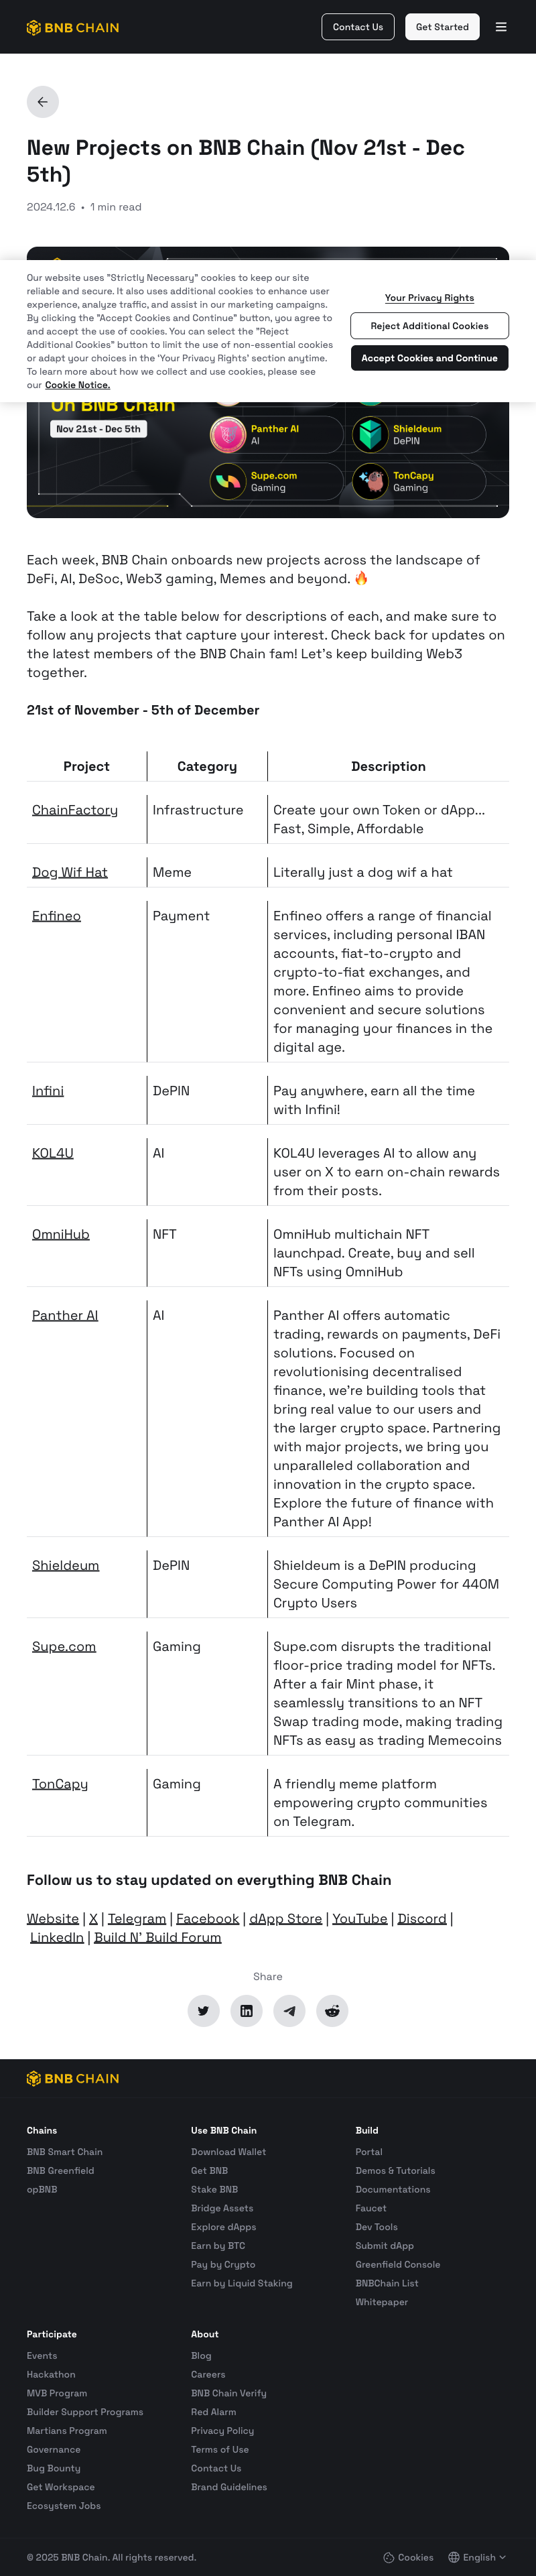 BNB CHAIN
Contact Us
Get Started
New Projects on BNB Chain (Nov 21st - Dec
5th)
2024.12.6 • 1 min read
Our website uses "Strictly Necessary" cookies to keep our site
reliable and secure. It also uses additional cookies to enhance user
experience, analyze traffic, and assist in our marketing campaigns.
By clicking the "Accept Cookies and Continue" button, you agree to
and accept the use of cookies. You can select the "Reject
Additional Cookies" button to limit the use of non-essential cookies
or adapt your choices in the 'Your Privacy Rights' section anytime.
To learn more about how we collect and use cookies, please see
our Cookie Notice.
Your Privacy Rights
Reject Additional Cookies
Accept Cookies and Continue
On BNB Chain
Nov 21st - Dec 5th
Panther AI
AI
Shieldeum
DePIN
Supe.com
Gaming
TonCapy
Gaming
Each week, BNB Chain onboards new projects across the landscape of
DeFi, AI, DeSoc, Web3 gaming, Memes and beyond. 🔥
Take a look at the table below for descriptions of each, and make sure to
follow any projects that capture your interest. Check back for updates on
the latest members of the BNB Chain fam! Let's keep building Web3
together.
21st of November - 5th of December
Project Category Description
ChainFactory Infrastructure Create your own Token or dApp...
Fast, Simple, Affordable
Dog Wif Hat Meme Literally just a dog wif a hat
Enfineo Payment Enfineo offers a range of financial
services, including personal IBAN
accounts, fiat-to-crypto and
crypto-to-fiat exchanges, and
more. Enfineo aims to provide
convenient and secure solutions
for managing your finances in the
digital age.
Infini DePIN Pay anywhere, earn all the time
with Infini!
KOL4U AI KOL4U leverages AI to allow any
user on X to earn on-chain rewards
from their posts.
OmniHub NFT OmniHub multichain NFT
launchpad. Create, buy and sell
NFTs using OmniHub
Panther AI AI Panther AI offers automatic
trading, rewards on payments, DeFi
solutions. Focused on
revolutionising decentralised
finance, we're building tools that
bring real value to our users and
the larger crypto space. Partnering
with major projects, we bring you
unparalleled collaboration and
innovation in the crypto space.
Explore the future of finance with
Panther AI App!
Shieldeum DePIN Shieldeum is a DePIN producing
Secure Computing Power for 440M
Crypto Users
Supe.com Gaming Supe.com disrupts the traditional
floor-price trading model for NFTs.
After a fair Mint phase, it
seamlessly transitions to an NFT
Swap trading mode, making trading
NFTs as easy as trading Memecoins
TonCapy Gaming A friendly meme platform
empowering crypto communities
on Telegram.
Follow us to stay updated on everything BNB Chain
Website | X | Telegram | Facebook | dApp Store | YouTube | Discord |
LinkedIn | Build N' Build Forum
Share
BNB CHAIN
Chains
BNB Smart Chain
BNB Greenfield
opBNB
Use BNB Chain
Download Wallet
Get BNB
Stake BNB
Bridge Assets
Explore dApps
Earn by BTC
Pay by Crypto
Earn by Liquid Staking
Build
Portal
Demos & Tutorials
Documentations
Faucet
Dev Tools
Submit dApp
Greenfield Console
BNBChain List
Whitepaper
Participate
Events
Hackathon
MVB Program
Builder Support Programs
Martians Program
Governance
Bug Bounty
Get Workspace
Ecosystem Jobs
About
Blog
Careers
BNB Chain Verify
Red Alarm
Privacy Policy
Terms of Use
Contact Us
Brand Guidelines
© 2025 BNB Chain. All rights reserved.
Cookies
English